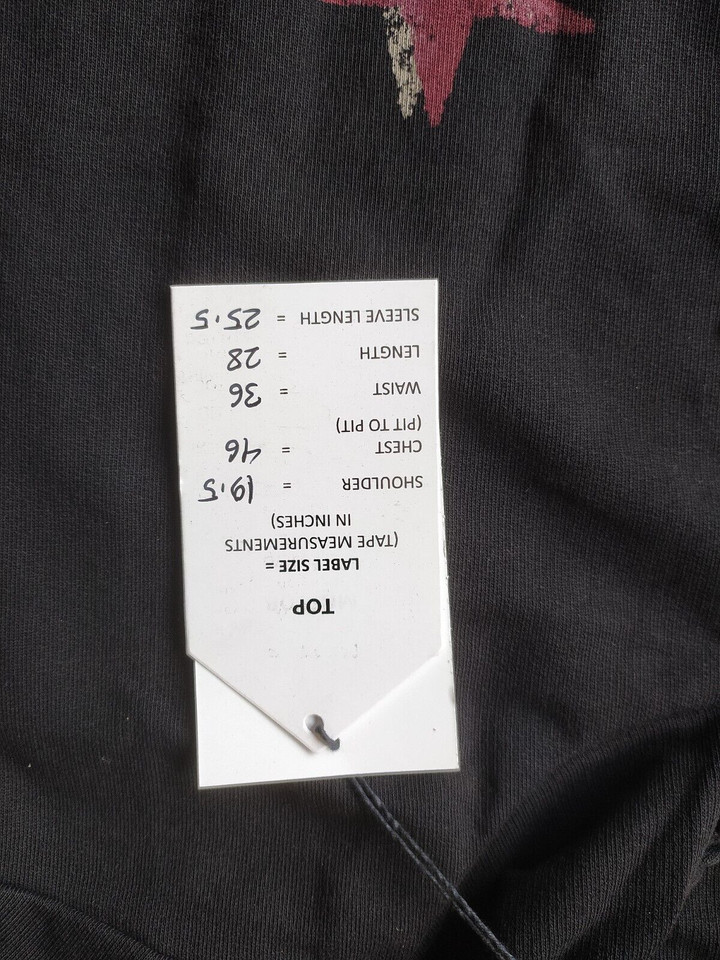 TOP
LABEL SIZE =
(TAPE MEASUREMENTS
IN INCHES)
SHOULDER = 19.5
CHEST = 46
(PIT TO PIT)
WAIST = 36
LENGTH = 28
SLEEVE LENGTH = 25.5